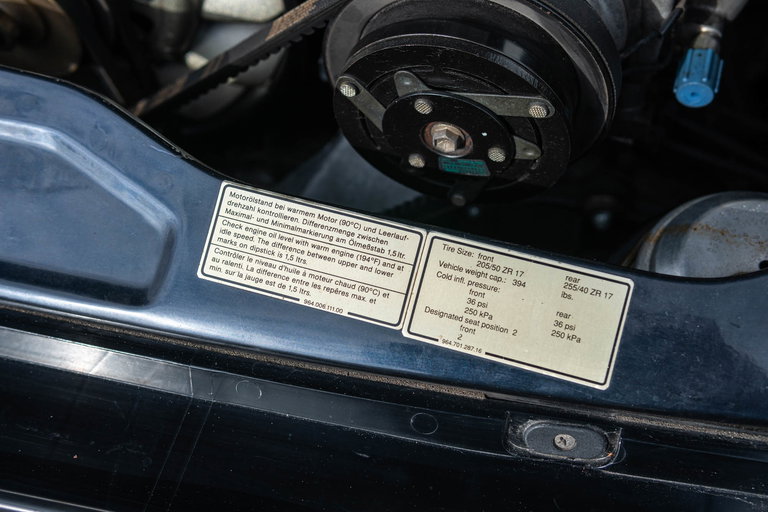 Motorölstand bei warmem Motor (90°C) und Leerlauf-
drehzahl kontrollieren. Differenzmenge zwischen
Maximal- und Minimalmarkierung am Ölmeßstab 1,5 ltr.
Check engine oil level with warm engine (194°F) and at
idle speed. The difference between upper and lower
marks on dipstick is 1,5 ltrs.
Contrôler le niveau d'huile à moteur chaud (90°C) et
au ralenti. La différence entre les repères max. et
min. sur la jauge est de 1,5 ltrs.
964.006.111.00
Tire Size: front rear
205/50 ZR 17 255/40 ZR 17
Vehicle weight cap.: 394 lbs.
Cold infl. pressure:
front rear
36 psi 36 psi
250 kPa 250 kPa
Designated seat position 2
front
2
964.701.287.16